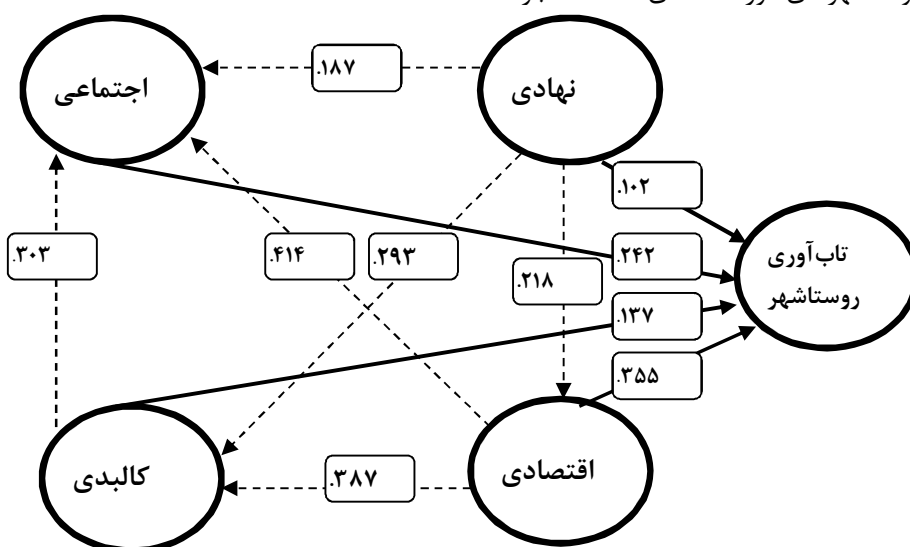 .۱۸۷
نهادی
اجتماعی
.۱۰۲
تاب‌آوری
روستاشهر
.۲۴۲
.۲۹۳
.۴۱۴
.۳۰۳
.۲۱۸
.۱۳۷
.۳۵۵
اقتصادی
.۳۸۷
کالبدی